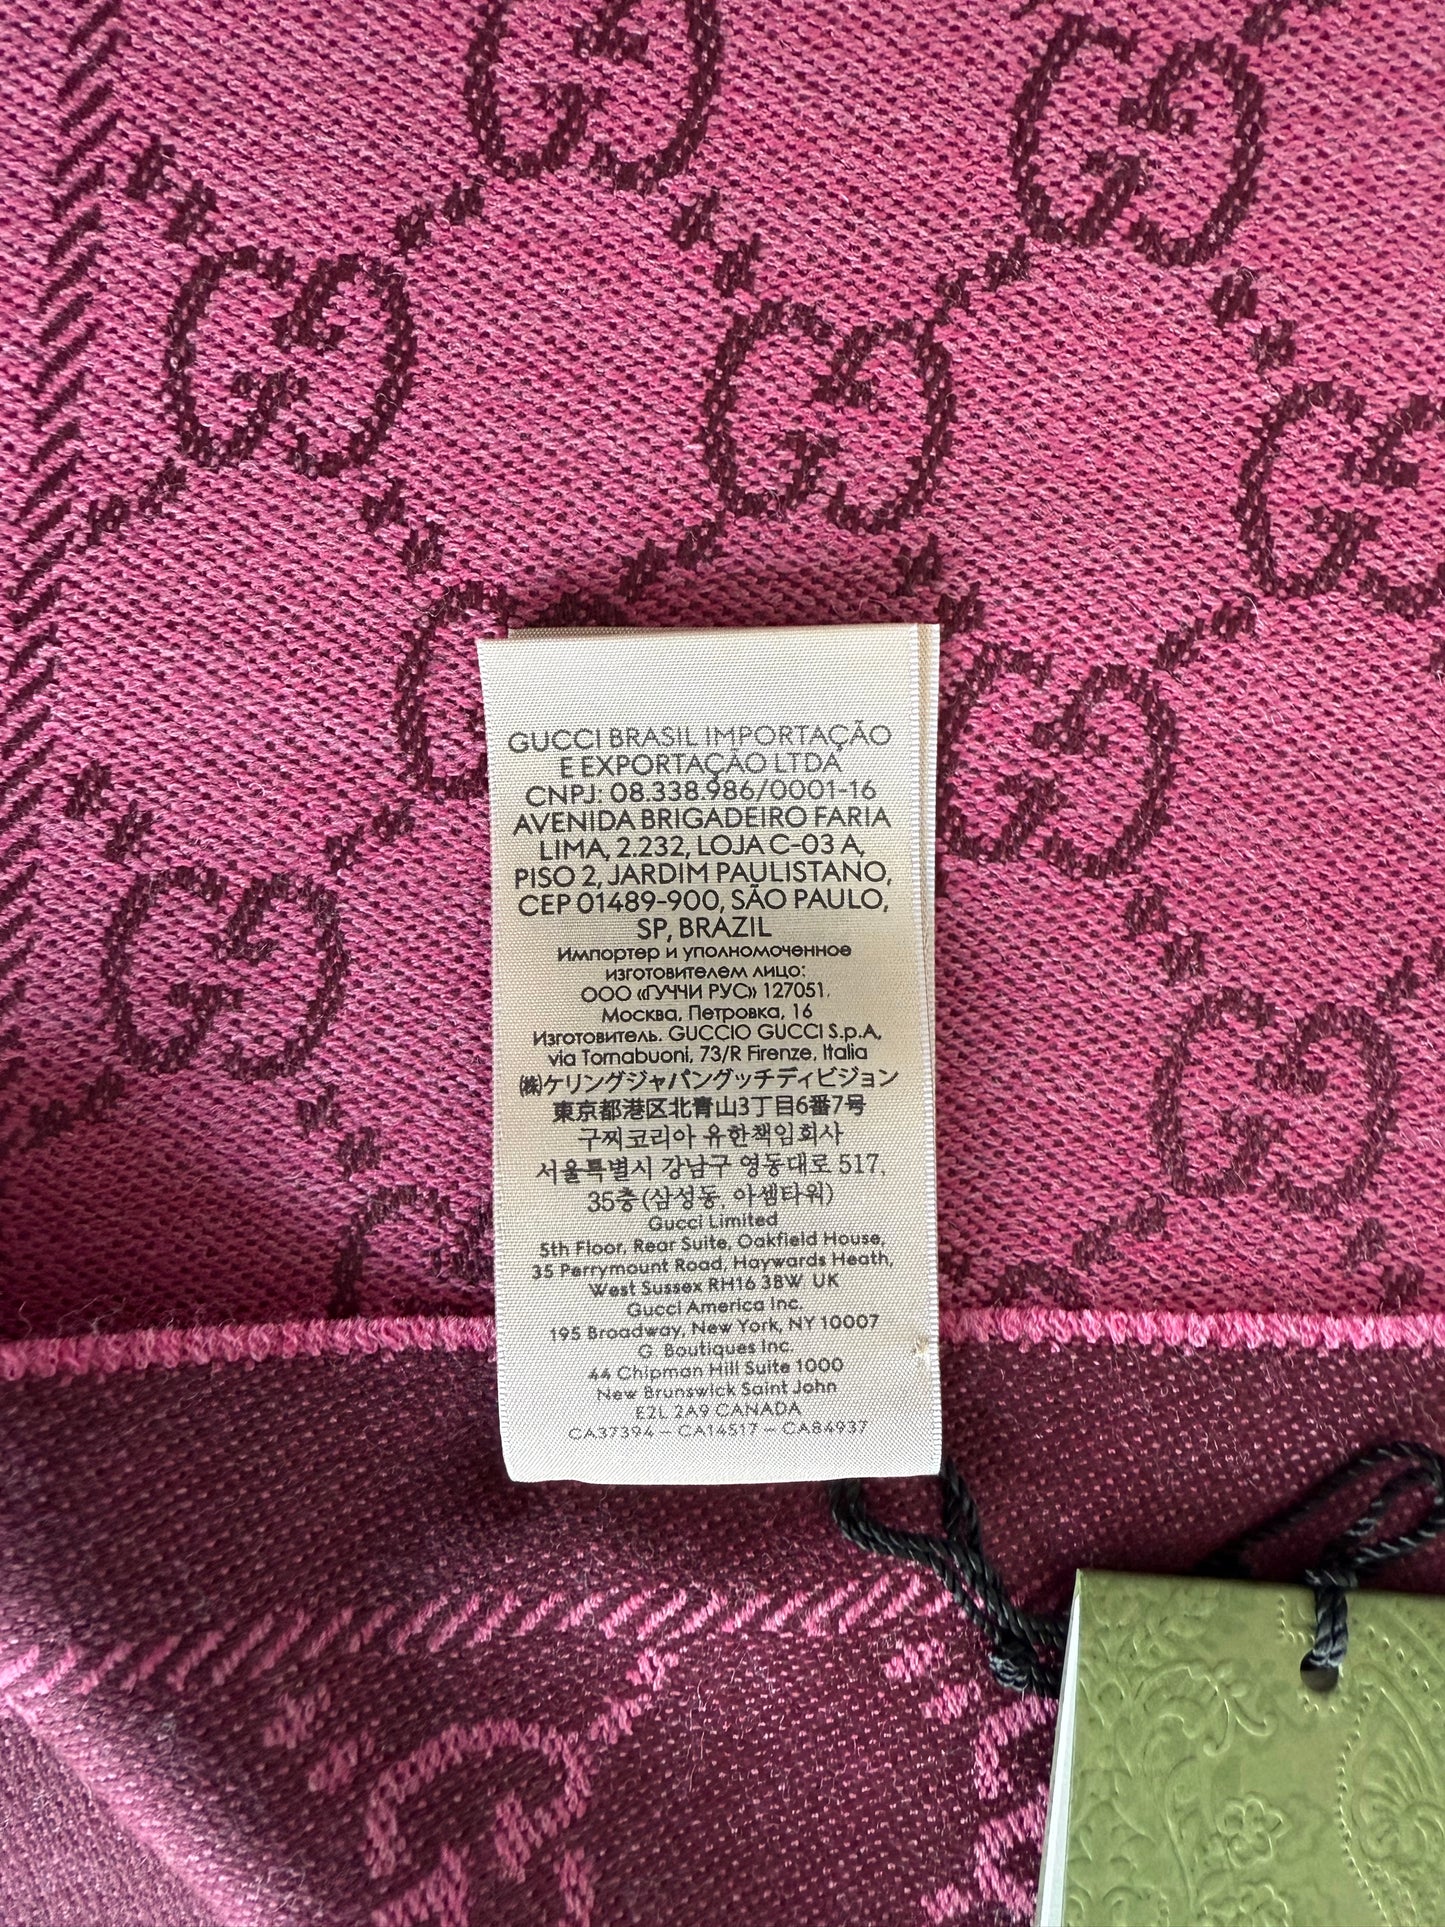 GUCCI BRASIL IMPORTAÇÃO
E EXPORTAÇÃO LTDA
CNPJ: 08.338.986/0001-16
AVENIDA BRIGADEIRO FARIA
LIMA, 2.232, LOJA C-03 A,
PISO 2, JARDIM PAULISTANO,
CEP 01489-900, SÃO PAULO,
SP, BRAZIL
Импортер и уполномоченное
изготовителем лицо:
ООО «ГУЧЧИ РУС» 127051,
Москва, Петровка, 16
Изготовитель. GUCCIO GUCCI S.p.A,
via Tornabuoni, 73/R Firenze, Italia
㈱ケリングジャパングッチディビジョン
東京都港区北青山3丁目6番7号
구찌코리아 유한책임회사
서울특별시 강남구 영동대로 517,
35층 (삼성동, 아셈타워)
Gucci Limited
5th Floor, Rear Suite, Oakfield House,
35 Perrymount Road, Haywards Heath,
West Sussex RH16 3BW UK
Gucci America Inc.
195 Broadway, New York, NY 10007
G Boutiques Inc.
44 Chipman Hill Suite 1000
New Brunswick Saint John
E2L 2A9 CANADA
CA37394 – CA14517 – CA84937